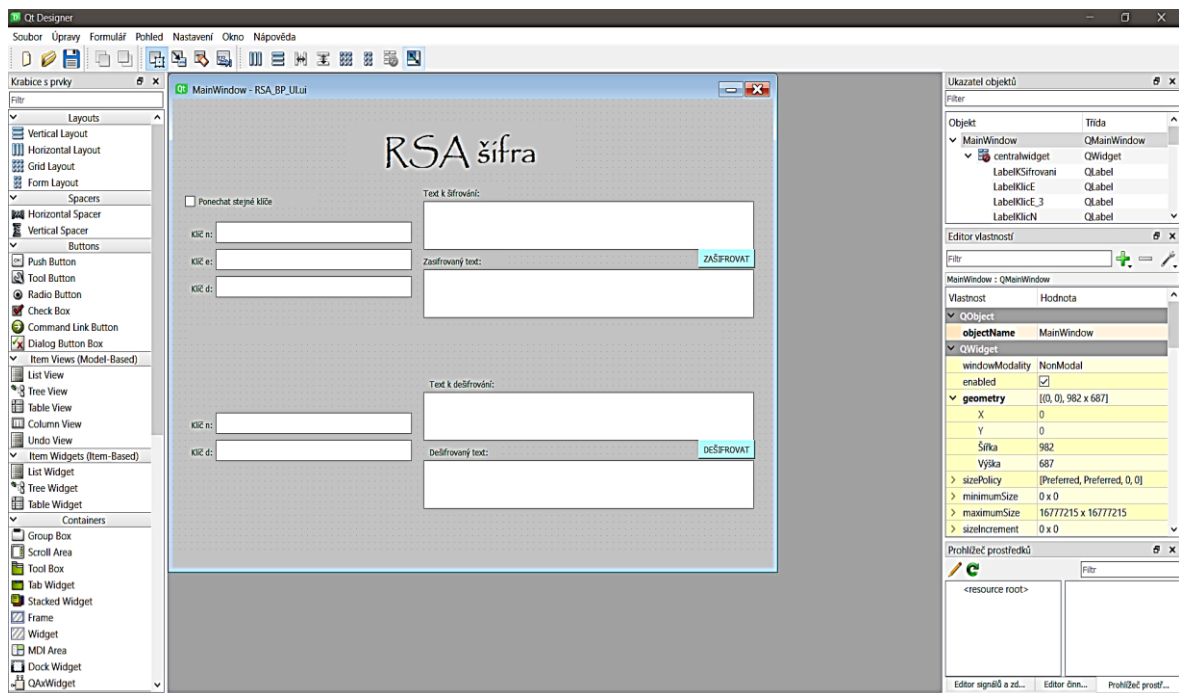 Qt Designer
Soubor Úpravy Formulář Pohled Nastavení Okno Nápověda
Krabice s prvky
Filtr
Layouts
Vertical Layout
Horizontal Layout
Grid Layout
Form Layout
Spacers
Horizontal Spacer
Vertical Spacer
Buttons
Push Button
Tool Button
Radio Button
Check Box
Command Link Button
Dialog Button Box
Item Views (Model-Based)
List View
Tree View
Table View
Column View
Undo View
Item Widgets (Item-Based)
List Widget
Tree Widget
Table Widget
Containers
Group Box
Scroll Area
Tool Box
Tab Widget
Stacked Widget
Frame
Widget
MDI Area
Dock Widget
QAxWidget
MainWindow - RSA_BP_UI.ui
RSA šifra
Ponechat stejné klíče
Klíč n:
Klíč e:
Klíč d:
Text k šifrování:
Zasifrovaný text:
ZAŠIFROVAT
Klíč n:
Klíč d:
Text k dešifrování:
Dešifrovaný text:
DEŠIFROVAT
Ukazatel objektů
Filter
Objekt Třída
MainWindow QMainWindow
centralwidget QWidget
LabelKSifrovani QLabel
LabelKlicE QLabel
LabelKlicE_3 QLabel
LabelKlicN QLabel
Editor vlastností
Filtr
MainWindow : QMainWindow
Vlastnost Hodnota
QObject
objectName MainWindow
QWidget
windowModality NonModal
enabled
geometry [(0, 0), 982 x 687]
X 0
Y 0
Šířka 982
Výška 687
sizePolicy [Preferred, Preferred, 0, 0]
minimumSize 0 x 0
maximumSize 16777215 x 16777215
sizeIncrement 0 x 0
Prohlížeč prostředků
Filtr
<resource root>
Editor signálů a zd... Editor činn... Prohlížeč prostř...